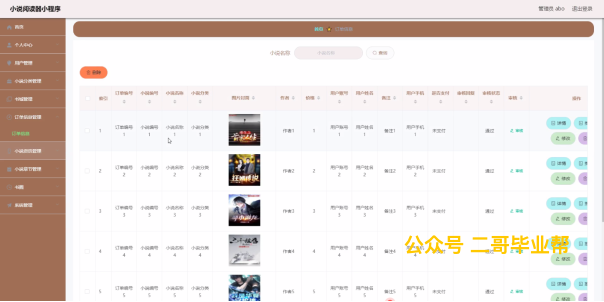 小说阅读器小程序
管理员 abo 退出登录
首页
个人中心
用户管理
小说分类管理
书城管理
订单信息管理
订单信息
小说章节管理
书圈
系统管理
首页 订单信息
小说名称 小说名称 查询
删除
索引 订单编号 小说编号 小说名称 小说分类 图片封面 作者 价格 用户账号 用户姓名 备注 用户手机 是否支付 审核回复 审核状态 审核 操作
1 订单编号1 小说编号1 小说名称1 小说分类1 作者1 1 用户账号1 用户姓名1 备注1 用户手机1 未支付 通过 审核 详情
修改
2 订单编号2 小说编号2 小说名称2 小说分类2 作者2 2 用户账号2 用户姓名2 备注2 用户手机2 未支付 通过 审核 详情
修改
3 订单编号3 小说编号3 小说名称3 小说分类3 作者3 3 用户账号3 用户姓名3 备注3 用户手机3 未支付 通过 审核 详情
修改
4 订单编号4 小说编号4 小说名称4 小说分类4 作者4 4 用户账号4 用户姓名4 备注4 详情
公众号 二哥毕业帮
5 订单编号5 小说编号5 小说名称5 小说分类5 作者5 5 用户账号5 用户姓名5 备注5 用户手机5 未支付 通过 审核 详情